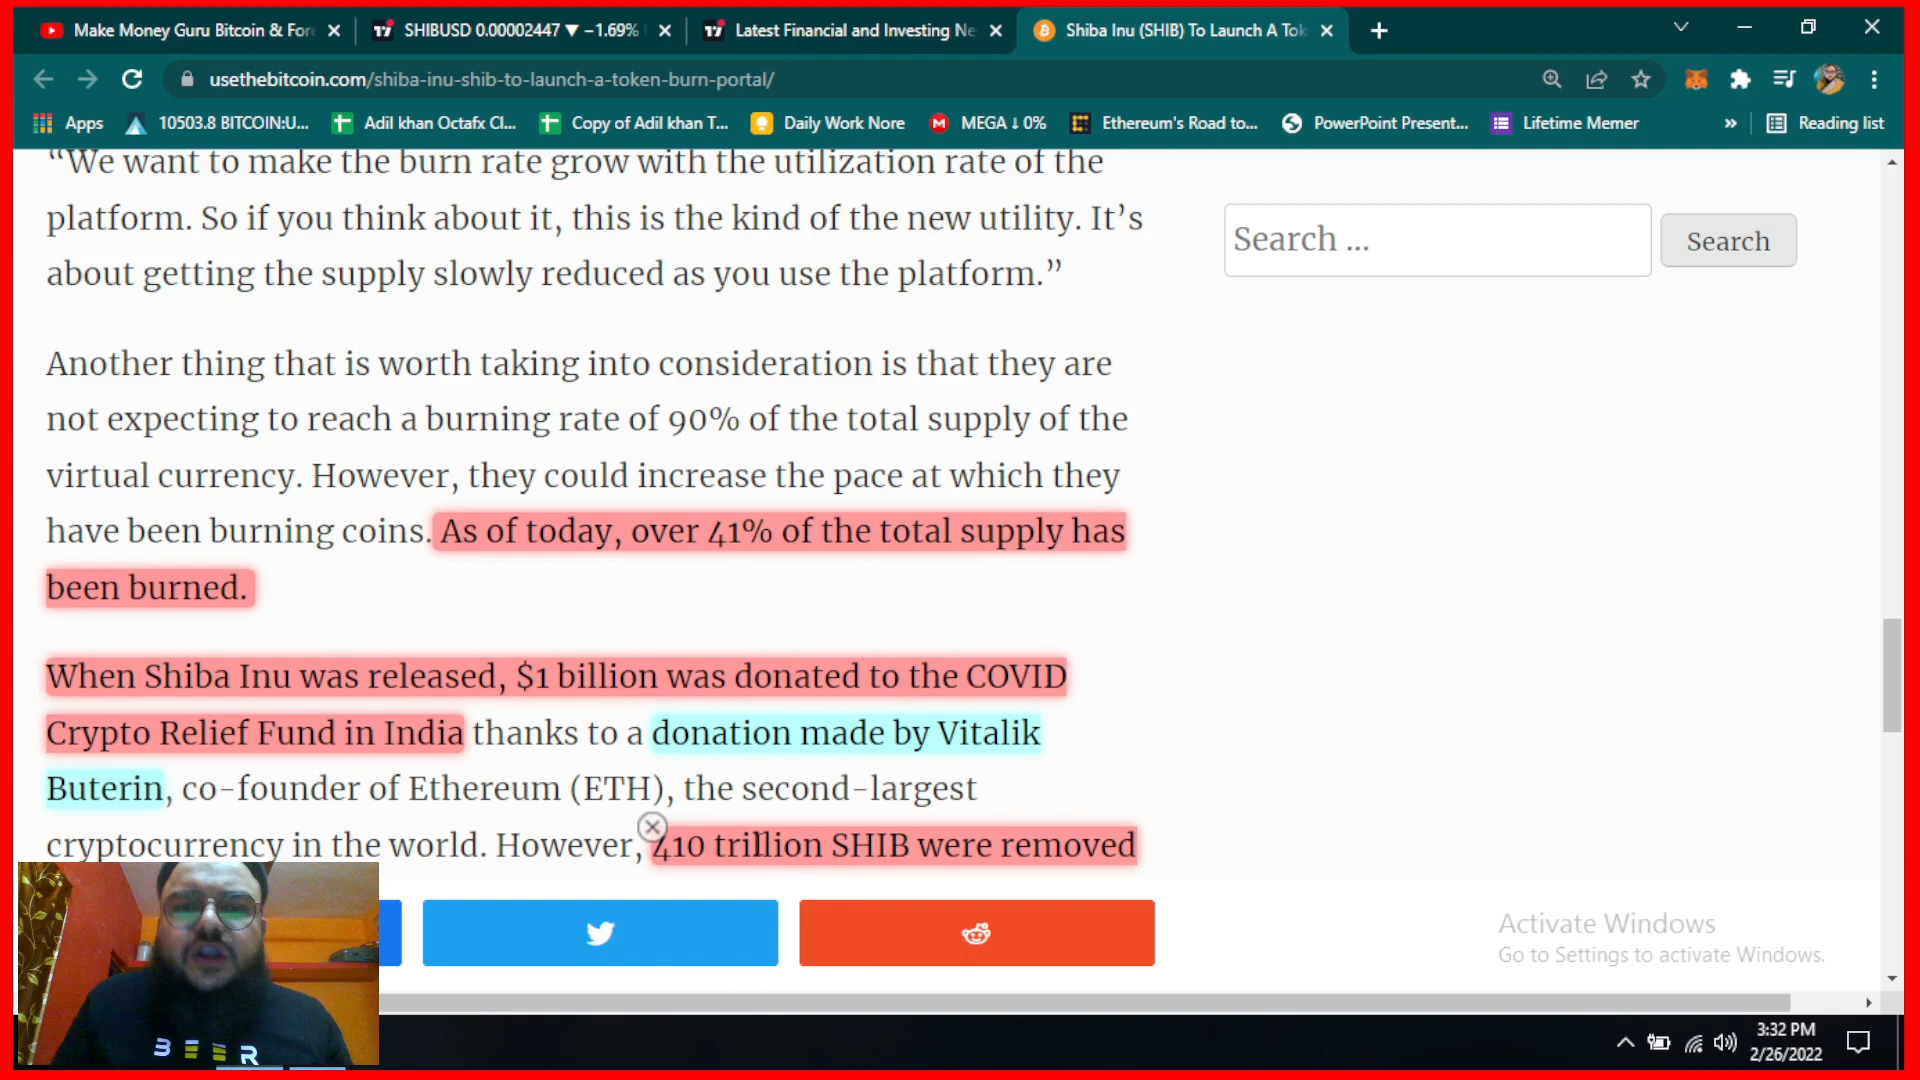 Make Money Guru Bitcoin & For
SHIBUSD 0.00002447 ▼ −1.69%
Latest Financial and Investing Ne
Shiba Inu (SHIB) To Launch A Tok
usethebitcoin.com/shiba-inu-shib-to-launch-a-token-burn-portal/
Apps
10503.8 BITCOIN:U...
Adil khan Octafx Cl...
Copy of Adil khan T...
Daily Work Nore
MEGA ⭣ 0%
Ethereum's Road to...
PowerPoint Present...
Lifetime Memer
»
Reading list
“We want to make the burn rate grow with the utilization rate of the
platform. So if you think about it, this is the kind of the new utility. It’s
about getting the supply slowly reduced as you use the platform.”
Search ...
Search
Another thing that is worth taking into consideration is that they are
not expecting to reach a burning rate of 90% of the total supply of the
virtual currency. However, they could increase the pace at which they
have been burning coins. As of today, over 41% of the total supply has
been burned.
When Shiba Inu was released, $1 billion was donated to the COVID
Crypto Relief Fund in India thanks to a donation made by Vitalik
Buterin, co-founder of Ethereum (ETH), the second-largest
cryptocurrency in the world. However, 410 trillion SHIB were removed
Activate Windows
Go to Settings to activate Windows.
3:32 PM
2/26/2022